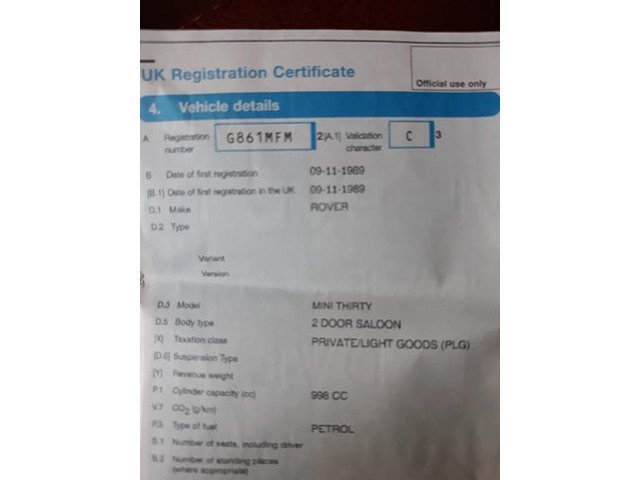 UK Registration Certificate
Official use only
4. Vehicle details
A Registration number G861MFM 2[A.1] Validation character C 3
B Date of first registration 09-11-1989
[B.1] Date of first registration in the UK 09-11-1989
D.1 Make ROVER
D.2 Type
Variant
Version
D.3 Model MINI THIRTY
D.5 Body type 2 DOOR SALOON
[X] Taxation class PRIVATE/LIGHT GOODS (PLG)
[D.6] Suspension Type
[Y] Revenue weight
P.1 Cylinder capacity (cc) 998 CC
V.7 CO2 (g/km)
P.3 Type of fuel PETROL
S.1 Number of seats, including driver
S.2 Number of standing places
(where appropriate)